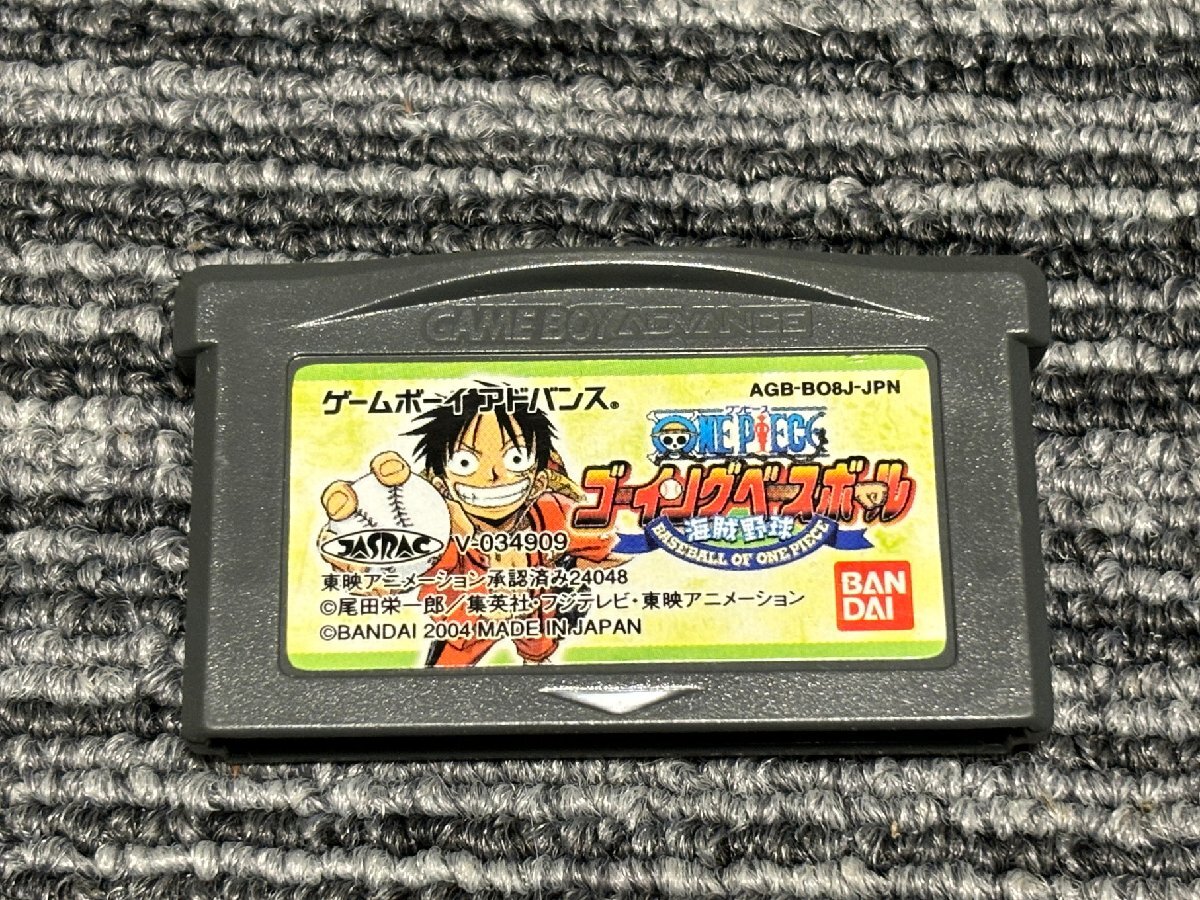 GAME BOY ADVANCE
ゲームボーイアドバンス®
AGB-BO8J-JPN
ワンピース
ONE PIECE
ゴーイングベースボール
海賊野球
BASEBALL OF ONE PIECE
JASRAC V-034909
東映アニメーション承認済み24048
©尾田栄一郎／集英社・フジテレビ・東映アニメーション
©BANDAI 2004 MADE IN JAPAN
BAN
DAI